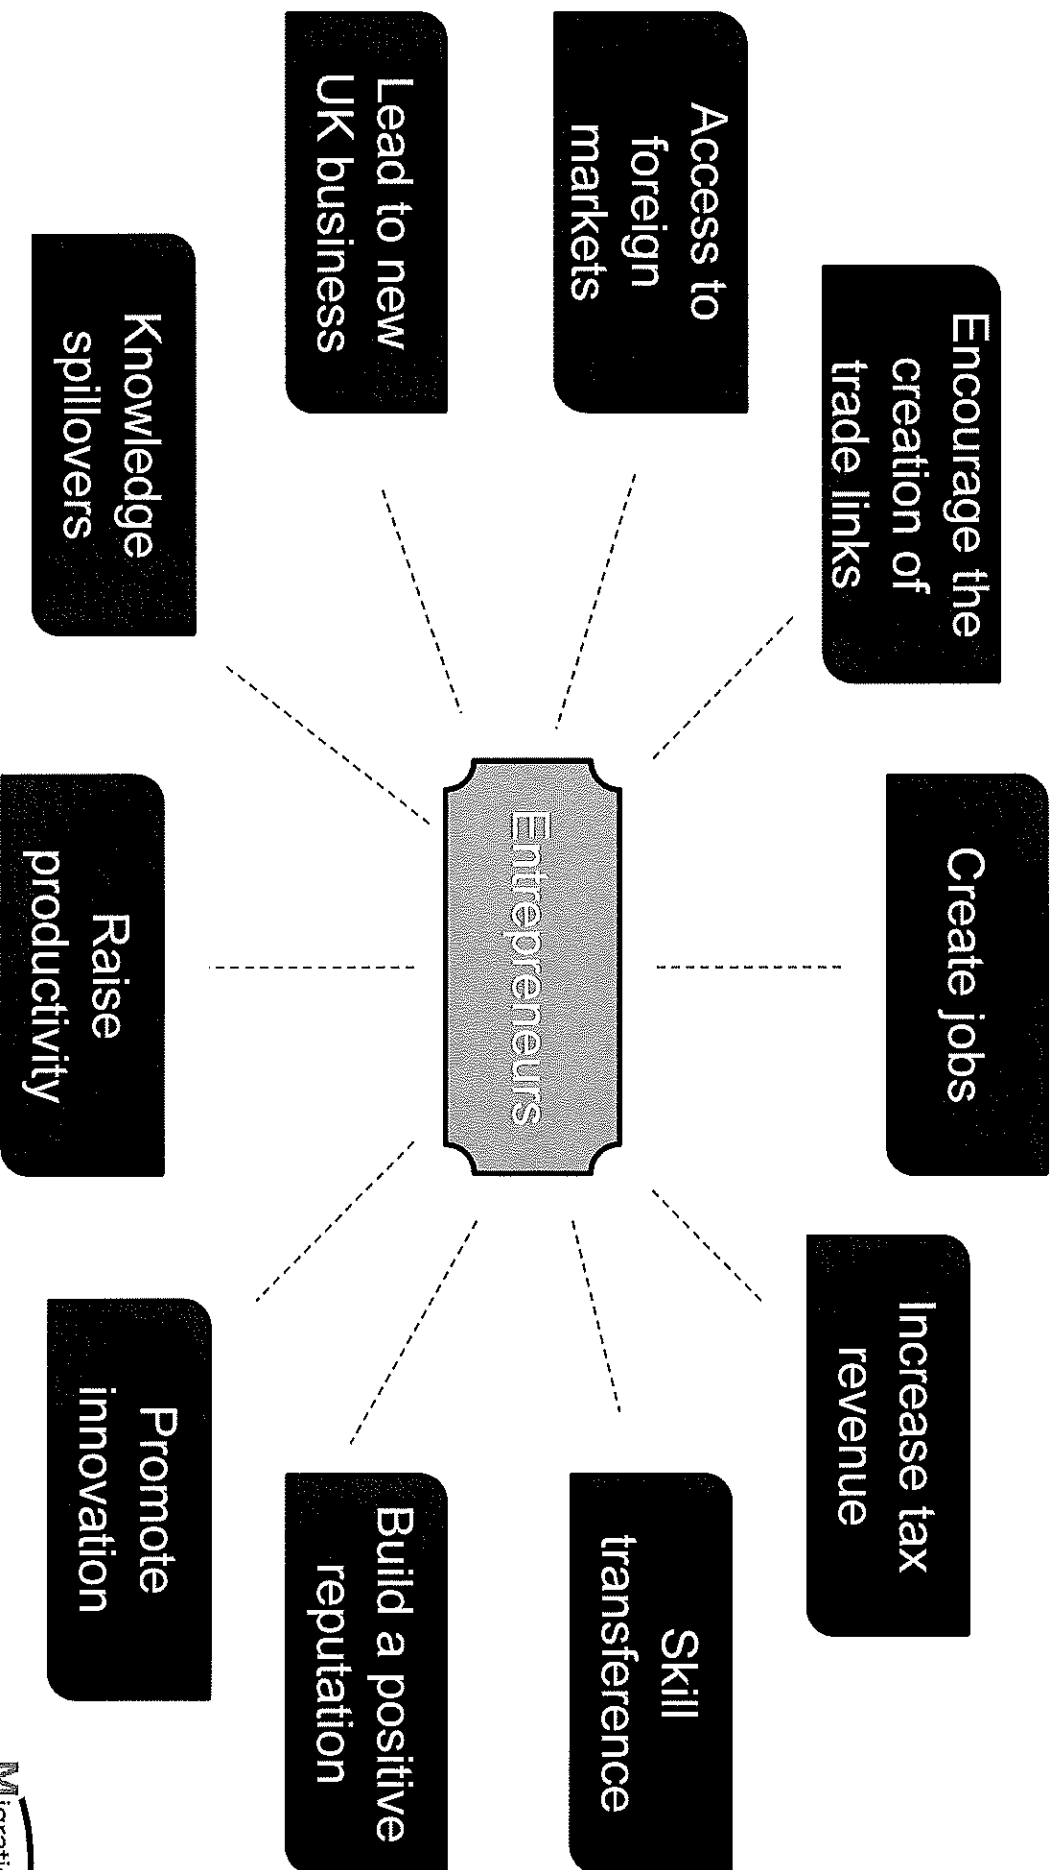 Create jobs
Encourage the
creation of
trade links
Increase tax
revenue
Access to
foreign
markets
Skill
transference
Entrepreneurs
Lead to new
UK business
Build a positive
reputation
Knowledge
spillovers
Promote
innovation
Raise
productivity